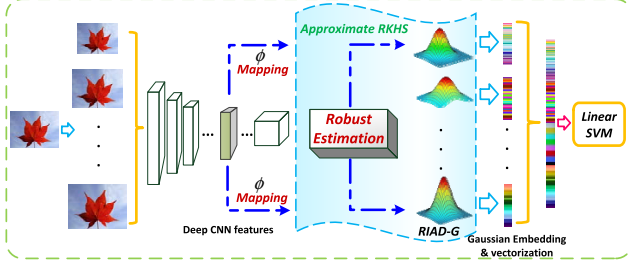 Approximate RKHS
ϕ
Mapping
Robust
Estimation
Linear
SVM
ϕ
Mapping
Deep CNN features
RIAD-G
Gaussian Embedding
& vectorization